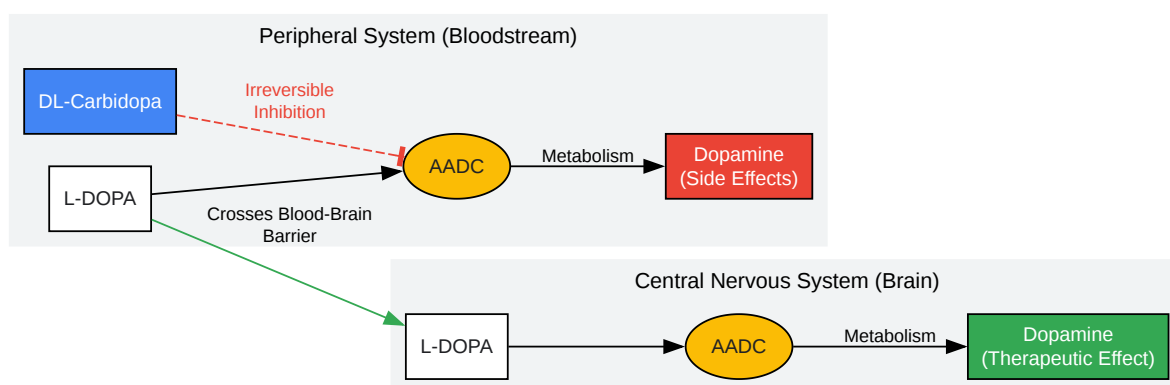 Peripheral System (Bloodstream)
DL-Carbidopa
Irreversible
Inhibition
AADC
Metabolism
Dopamine
(Side Effects)
L-DOPA
Crosses Blood-Brain
Barrier
Central Nervous System (Brain)
L-DOPA
AADC
Metabolism
Dopamine
(Therapeutic Effect)